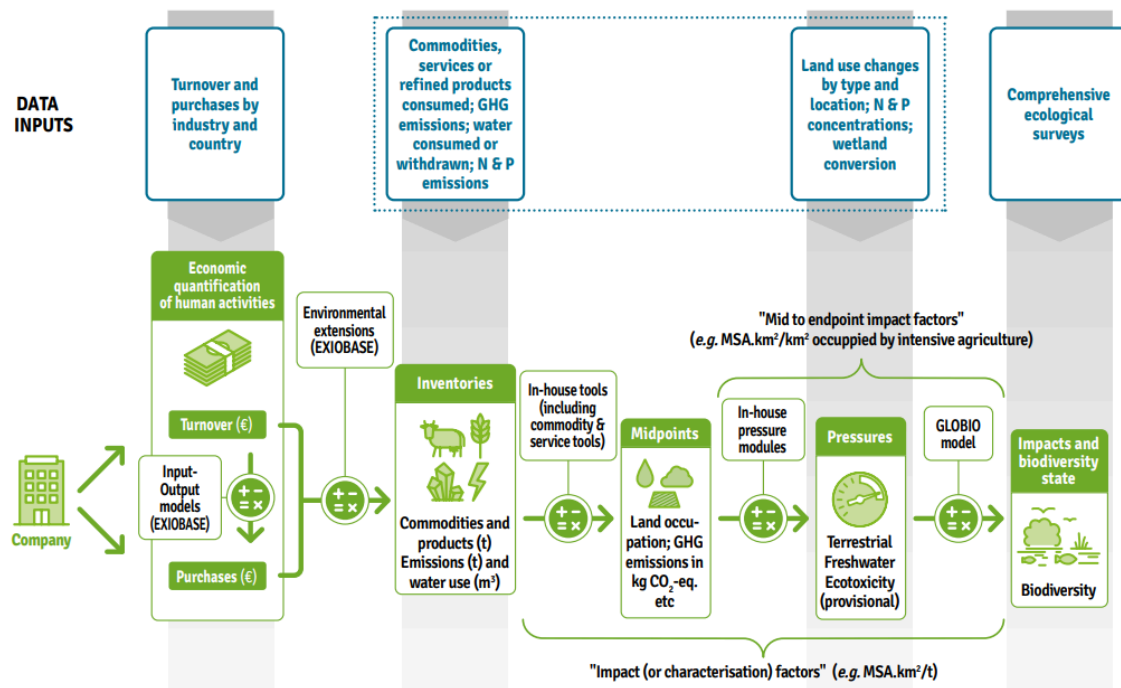 DATA
INPUTS
Turnover and
purchases by
industry and
country
Commodities,
services or
refined products
consumed; GHG
emissions; water
consumed or
withdrawn; N & P
emissions
Land use changes
by type and
location; N & P
concentrations;
wetland
conversion
Comprehensive
ecological
surveys
Economic
quantification
of human activities
Turnover (€)
Input-
Output
models
(EXIOBASE)
Purchases (€)
Company
Environmental
extensions
(EXIOBASE)
Inventories
Commodities and
products (t)
Emissions (t) and
water use (m³)
In-house tools
(including
commodity &
service tools)
Midpoints
Land occu-
pation; GHG
emissions in
kg CO₂-eq.
etc
"Mid to endpoint impact factors"
(e.g. MSA.km²/km² occuppied by intensive agriculture)
In-house
pressure
modules
Pressures
Terrestrial
Freshwater
Ecotoxicity
(provisional)
GLOBIO
model
Impacts and
biodiversity
state
Biodiversity
"Impact (or characterisation) factors" (e.g. MSA.km²/t)